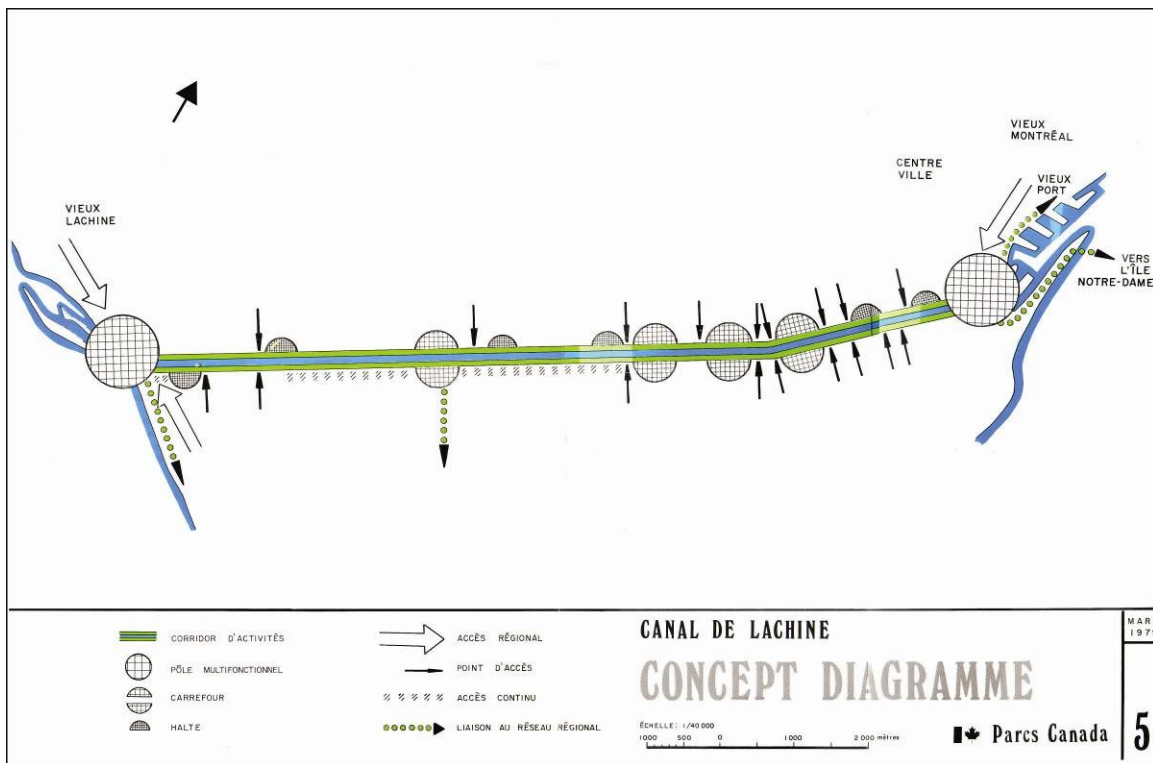 VIEUX
MONTRÉAL
CENTRE
VILLE
VIEUX
PORT
VIEUX
LACHINE
VERS
L'ÎLE
NOTRE-DAME
CORRIDOR D'ACTIVITÉS
PÔLE MULTIFONCTIONNEL
CARREFOUR
HALTE
ACCÈS RÉGIONAL
POINT D'ACCÈS
ACCÈS CONTINU
LIAISON AU RÉSEAU RÉGIONAL
CANAL DE LACHINE
CONCEPT DIAGRAMME
ÉCHELLE: 1/40 000
1000 500 0 1000 2000 mètres
Parcs Canada
5